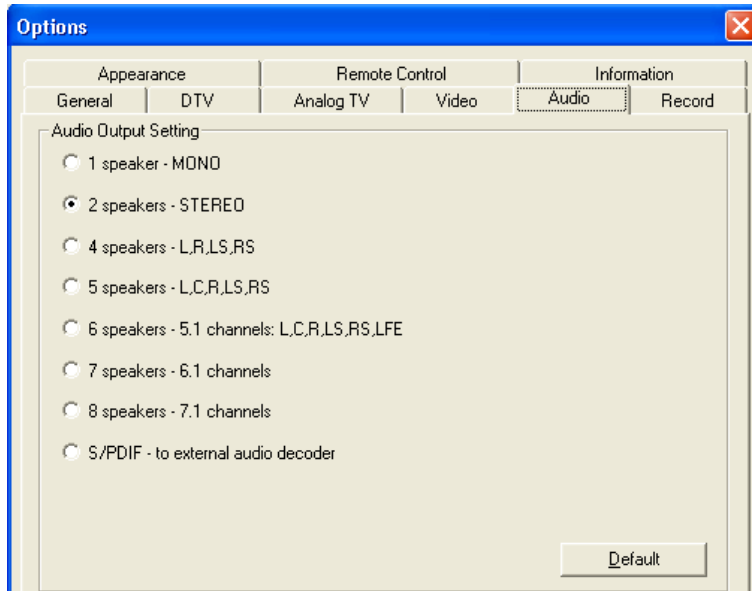 Options
Appearance Remote Control Information
General DTV Analog TV Video Audio Record
Audio Output Setting
1 speaker - MONO
2 speakers - STEREO
4 speakers - L,R,LS,RS
5 speakers - L,C,R,LS,RS
6 speakers - 5.1 channels: L,C,R,LS,RS,LFE
7 speakers - 6.1 channels
8 speakers - 7.1 channels
S/PDIF - to external audio decoder
Default